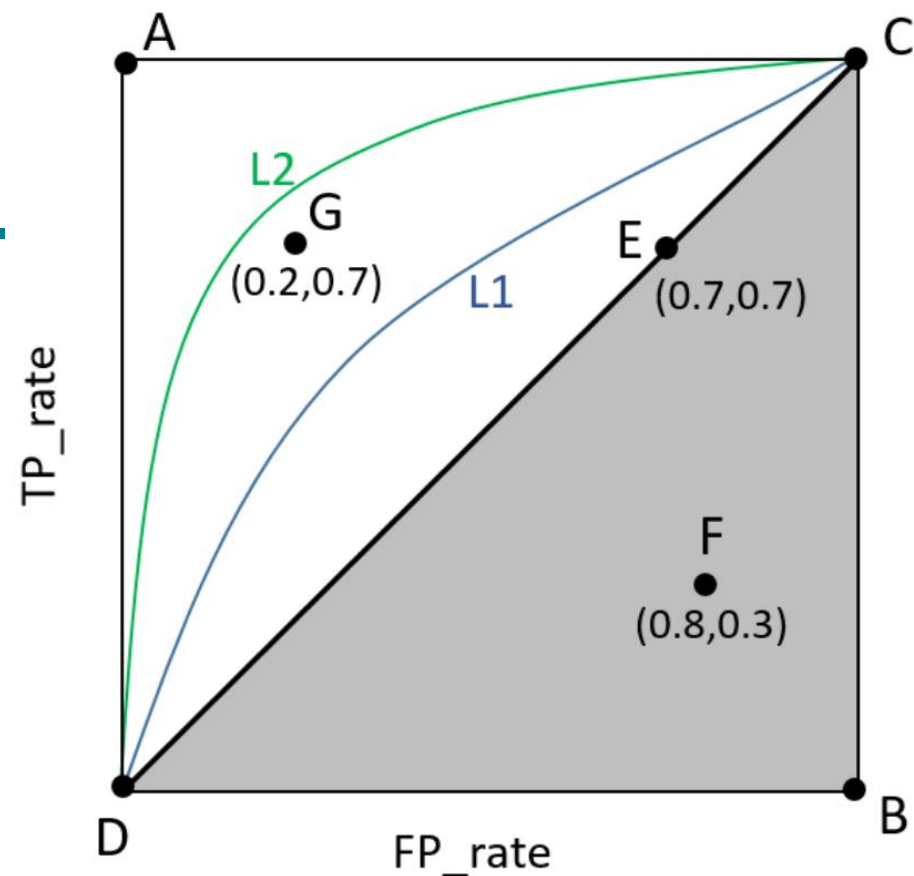 A
C
L2
G
(0.2,0.7)
E
L1
(0.7,0.7)
TP_rate
F
(0.8,0.3)
D
FP_rate
B